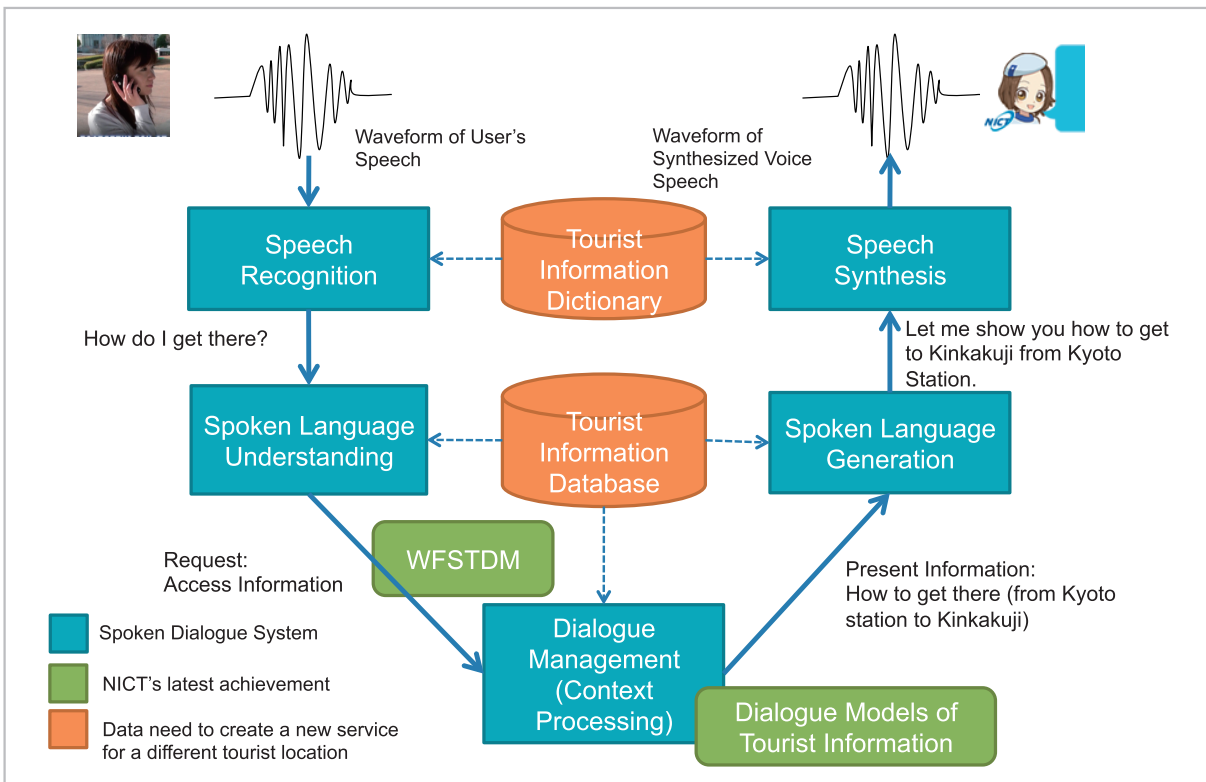 NICT
Waveform of User's
Speech
Waveform of
Synthesized Voice
Speech
Speech
Recognition
Tourist
Information
Dictionary
Speech
Synthesis
How do I get there?
Let me show you how to get
to Kinkakuji from Kyoto
Station.
Spoken Language
Understanding
Tourist
Information
Database
Spoken Language
Generation
Request:
Access Information
WFSTDM
Present Information:
How to get there (from Kyoto
station to Kinkakuji)
Dialogue
Management
(Context
Processing)
Dialogue Models of
Tourist Information
Spoken Dialogue System
NICT's latest achievement
Data need to create a new service
for a different tourist location